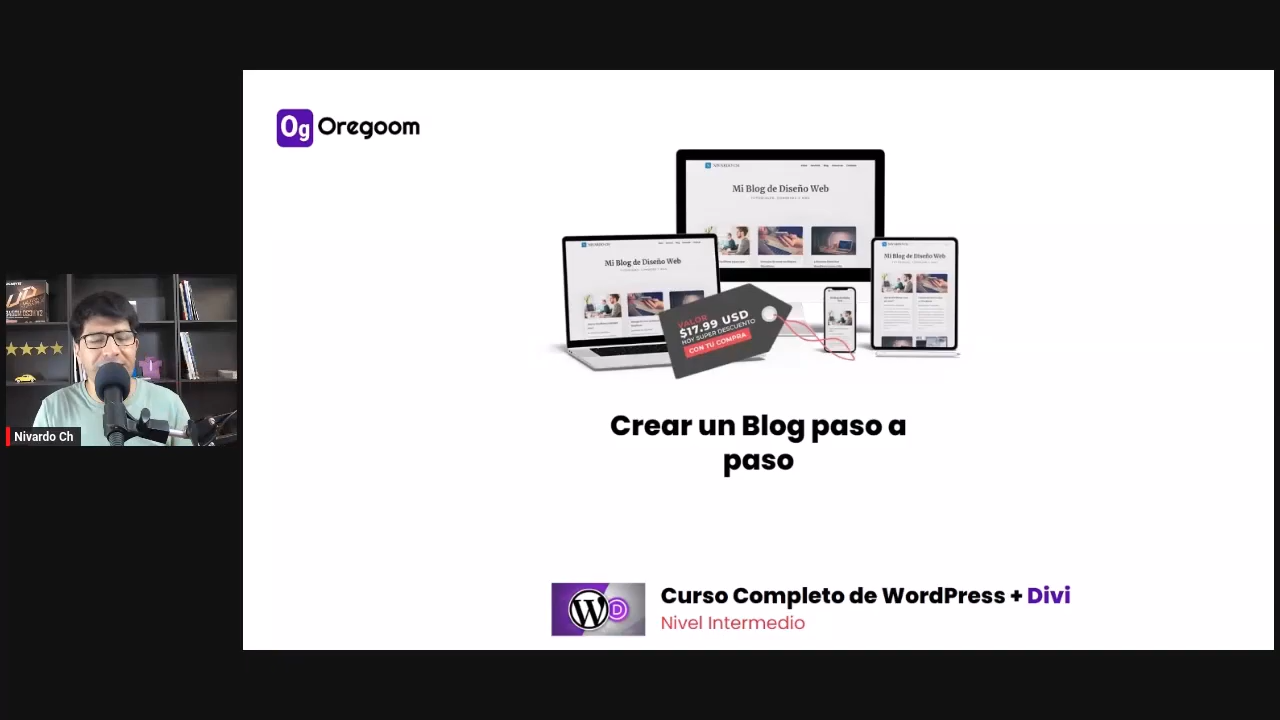 Og Oregoom
Mi Blog de Diseño Web
Mi Blog de Diseño Web
Mi Blog de Diseño Web
VALOR
$17.99 USD
HOY SUPER DESCUENTO
CON TU COMPRA
Nivardo Ch
Crear un Blog paso a
paso
W D
Curso Completo de WordPress + Divi
Nivel Intermedio